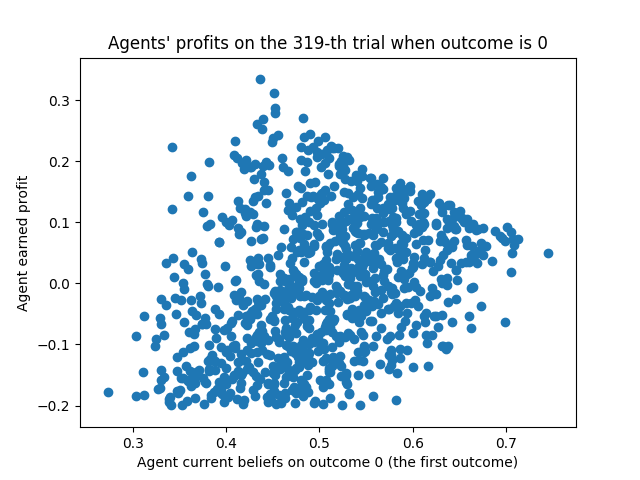 Agents' profits on the 319-th trial when outcome is 0
Agent earned profit
0.3
0.2
0.1
0.0
−0.1
−0.2
0.3 0.4 0.5 0.6 0.7
Agent current beliefs on outcome 0 (the first outcome)